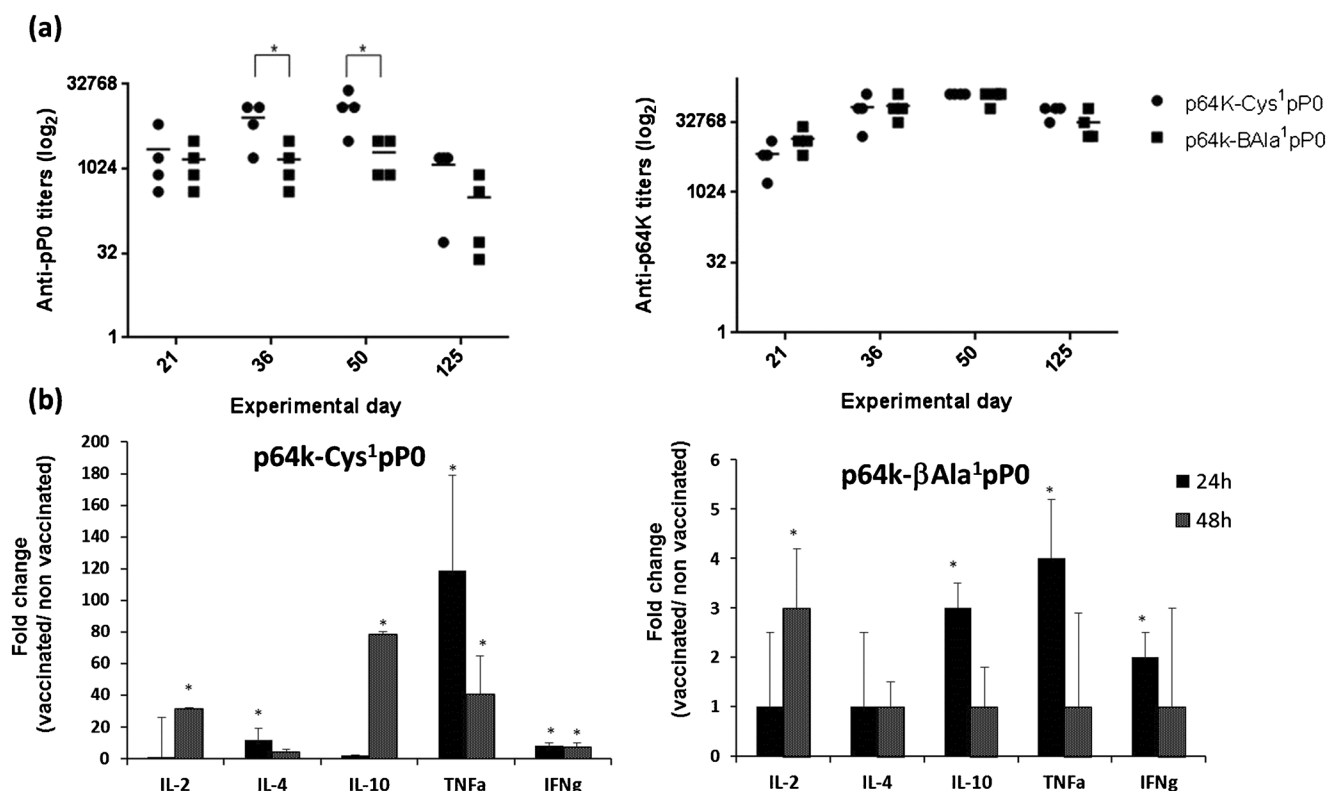 (a)
*
*
32768
1024
32
1
Anti-pP0 titers (log2)
21
36
50
125
Experimental day
32768
1024
32
1
Anti-p64K titers (log2)
21
36
50
125
Experimental day
p64K-Cys1pP0
p64k-BAla1pP0
(b)
p64k-Cys1pP0
200
180
160
140
120
100
80
60
40
20
0
Fold change
(vaccinated/ non vaccinated)
*
*
*
*
*
*
*
IL-2
IL-4
IL-10
TNFa
IFNg
p64k-βAla1pP0
6
5
4
3
2
1
0
Fold change
(vaccinated/ non vaccinated)
*
*
*
*
IL-2
IL-4
IL-10
TNFa
IFNg
24h
48h